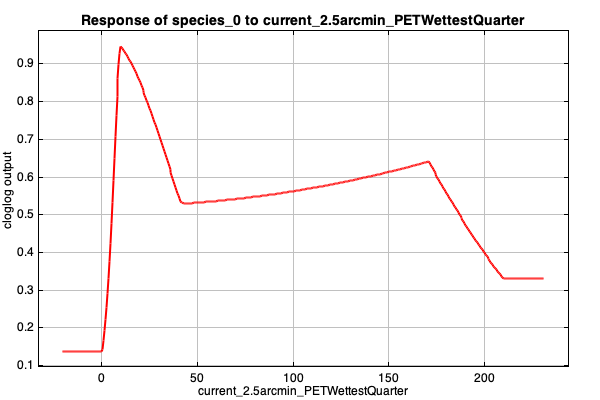 Response of species_0 to current_2.5arcmin_PETWettestQuarter
cloglog output
0.9
0.8
0.7
0.6
0.5
0.4
0.3
0.2
0.1
0 50 100 150 200
current_2.5arcmin_PETWettestQuarter